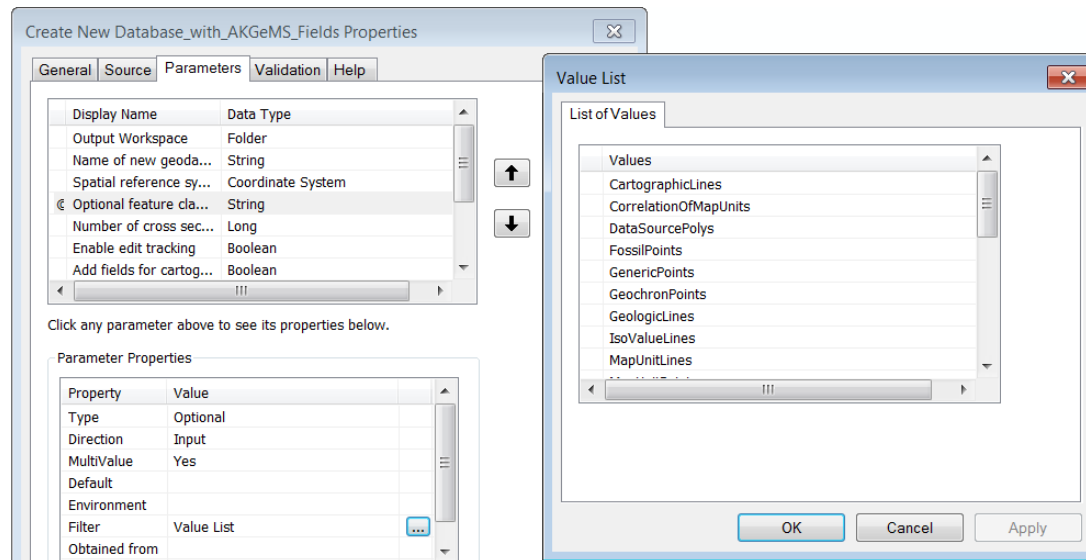 Create New Database_with_AKGeMS_Fields Properties
General Source Parameters Validation Help
Display Name Data Type
Output Workspace Folder
Name of new geoda... String
Spatial reference sy... Coordinate System
Optional feature cla... String
Number of cross sec... Long
Enable edit tracking Boolean
Add fields for cartog... Boolean
Click any parameter above to see its properties below.
Parameter Properties
Property Value
Type Optional
Direction Input
MultiValue Yes
Default
Environment
Filter Value List ...
Obtained from
Value List
List of Values
Values
CartographicLines
CorrelationOfMapUnits
DataSourcePolys
FossilPoints
GenericPoints
GeochronPoints
GeologicLines
IsoValueLines
MapUnitLines
OK Cancel Apply